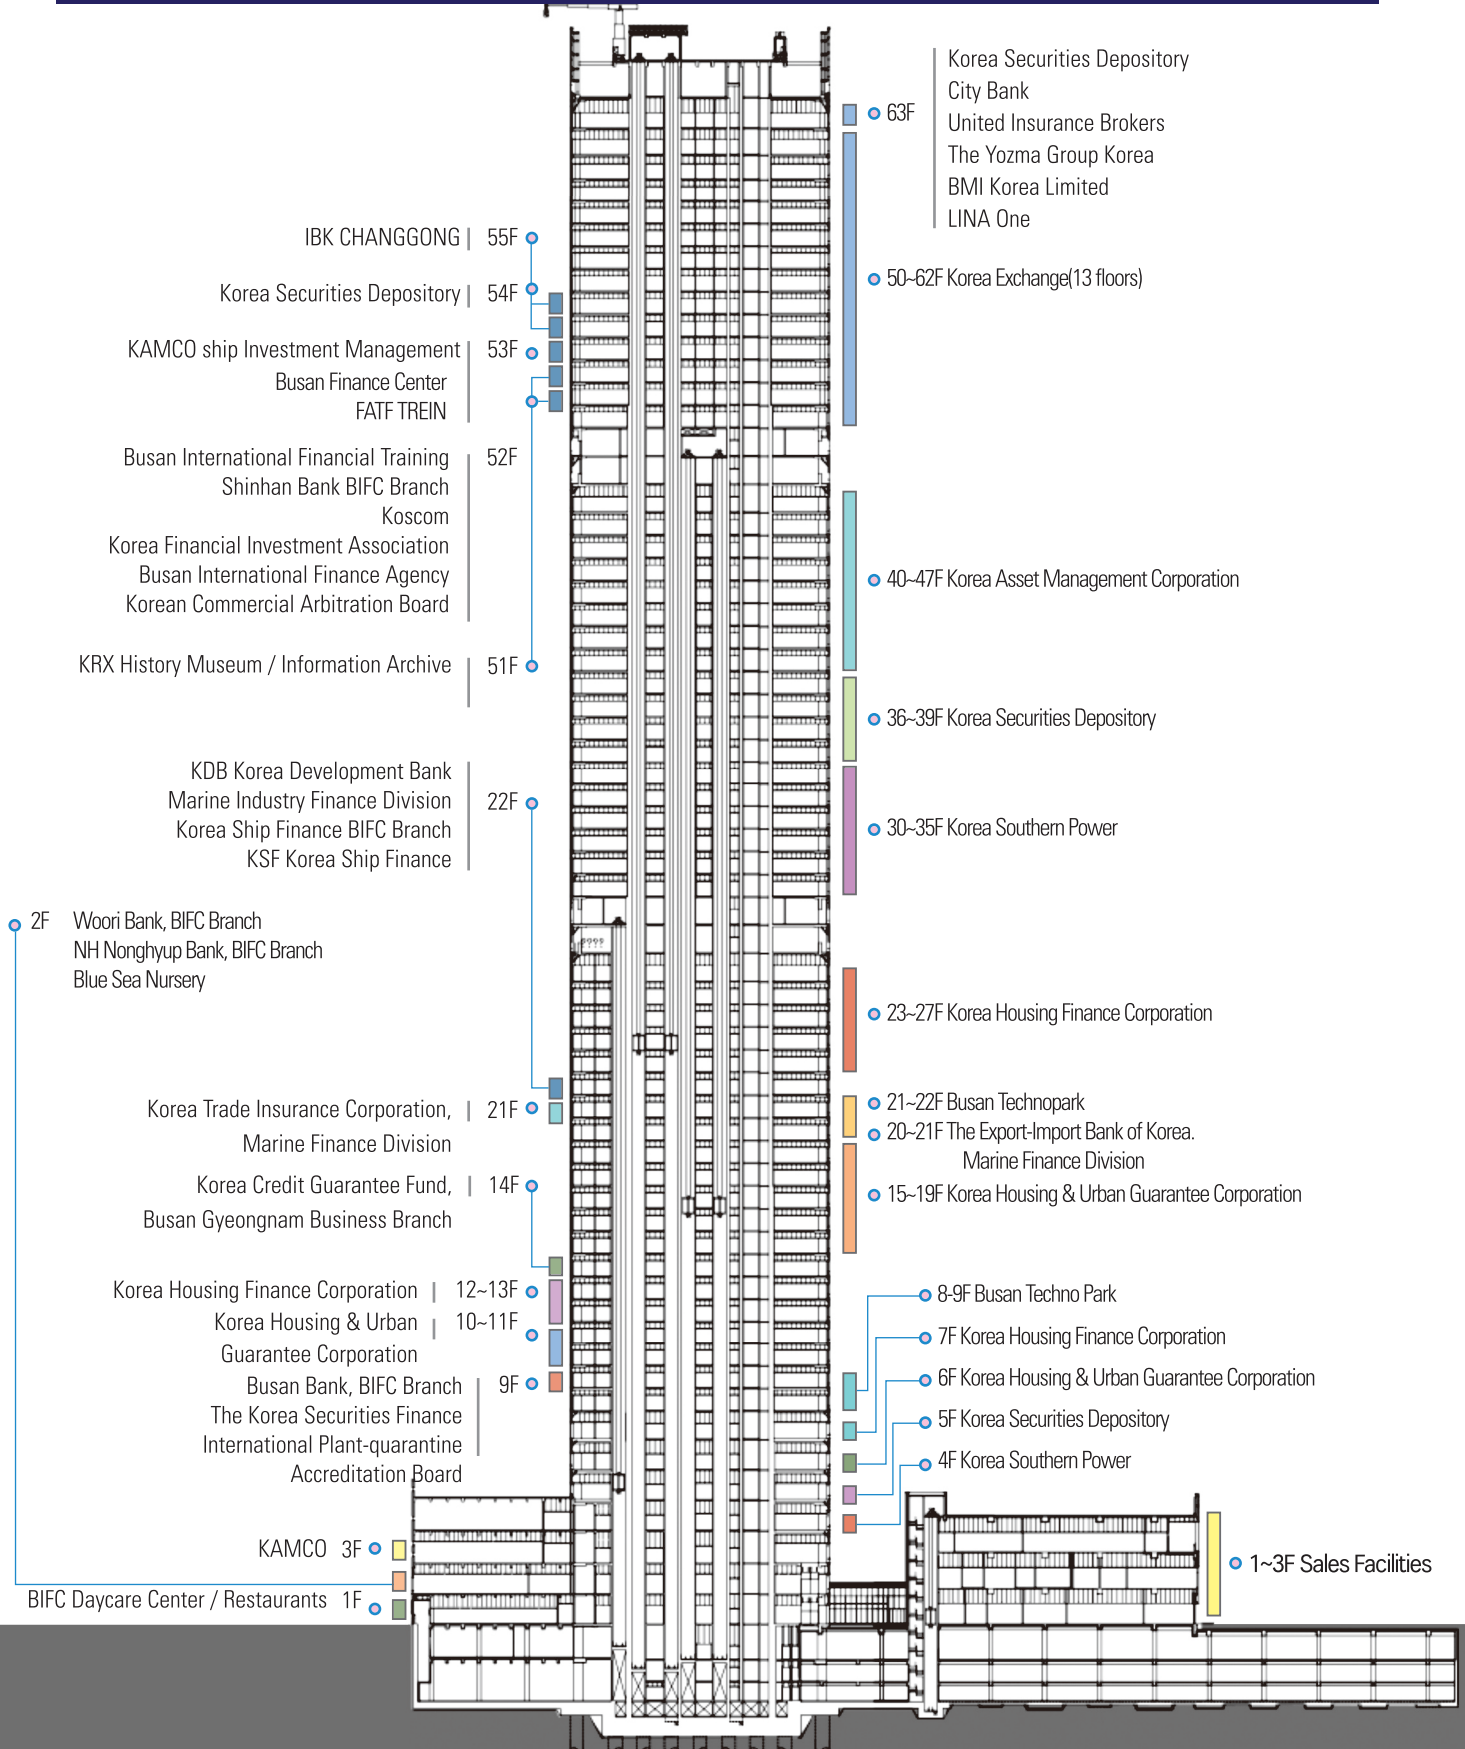 63F
Korea Securities Depository
City Bank
United Insurance Brokers
The Yozma Group Korea
BMI Korea Limited
LINA One
50~62F Korea Exchange(13 floors)
40~47F Korea Asset Management Corporation
36~39F Korea Securities Depository
30~35F Korea Southern Power
23~27F Korea Housing Finance Corporation
21~22F Busan Technopark
20~21F The Export-Import Bank of Korea.
Marine Finance Division
15~19F Korea Housing & Urban Guarantee Corporation
8-9F Busan Techno Park
7F Korea Housing Finance Corporation
6F Korea Housing & Urban Guarantee Corporation
5F Korea Securities Depository
4F Korea Southern Power
1~3F Sales Facilities
IBK CHANGGONG 55F
Korea Securities Depository 54F
KAMCO ship Investment Management 53F
Busan Finance Center
FATF TREIN
Busan International Financial Training 52F
Shinhan Bank BIFC Branch
Koscom
Korea Financial Investment Association
Busan International Finance Agency
Korean Commercial Arbitration Board
KRX History Museum / Information Archive 51F
KDB Korea Development Bank
Marine Industry Finance Division 22F
Korea Ship Finance BIFC Branch
KSF Korea Ship Finance
2F Woori Bank, BIFC Branch
NH Nonghyup Bank, BIFC Branch
Blue Sea Nursery
Korea Trade Insurance Corporation, 21F
Marine Finance Division
Korea Credit Guarantee Fund, 14F
Busan Gyeongnam Business Branch
Korea Housing Finance Corporation 12~13F
Korea Housing & Urban 10~11F
Guarantee Corporation
Busan Bank, BIFC Branch 9F
The Korea Securities Finance
International Plant-quarantine
Accreditation Board
KAMCO 3F
BIFC Daycare Center / Restaurants 1F